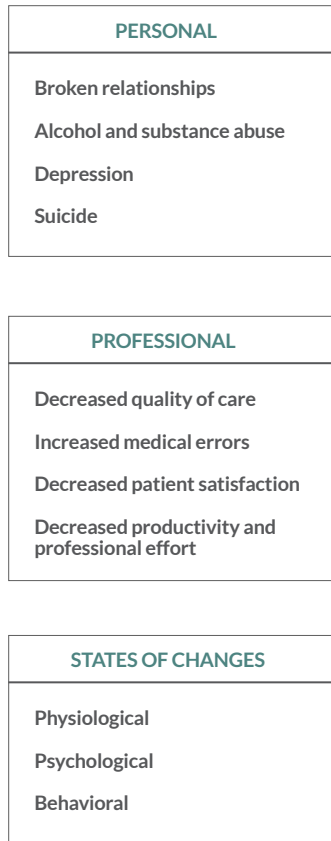 PERSONAL
Broken relationships
Alcohol and substance abuse
Depression
Suicide
PROFESSIONAL
Decreased quality of care
Increased medical errors
Decreased patient satisfaction
Decreased productivity and
professional effort
STATES OF CHANGES
Physiological
Psychological
Behavioral